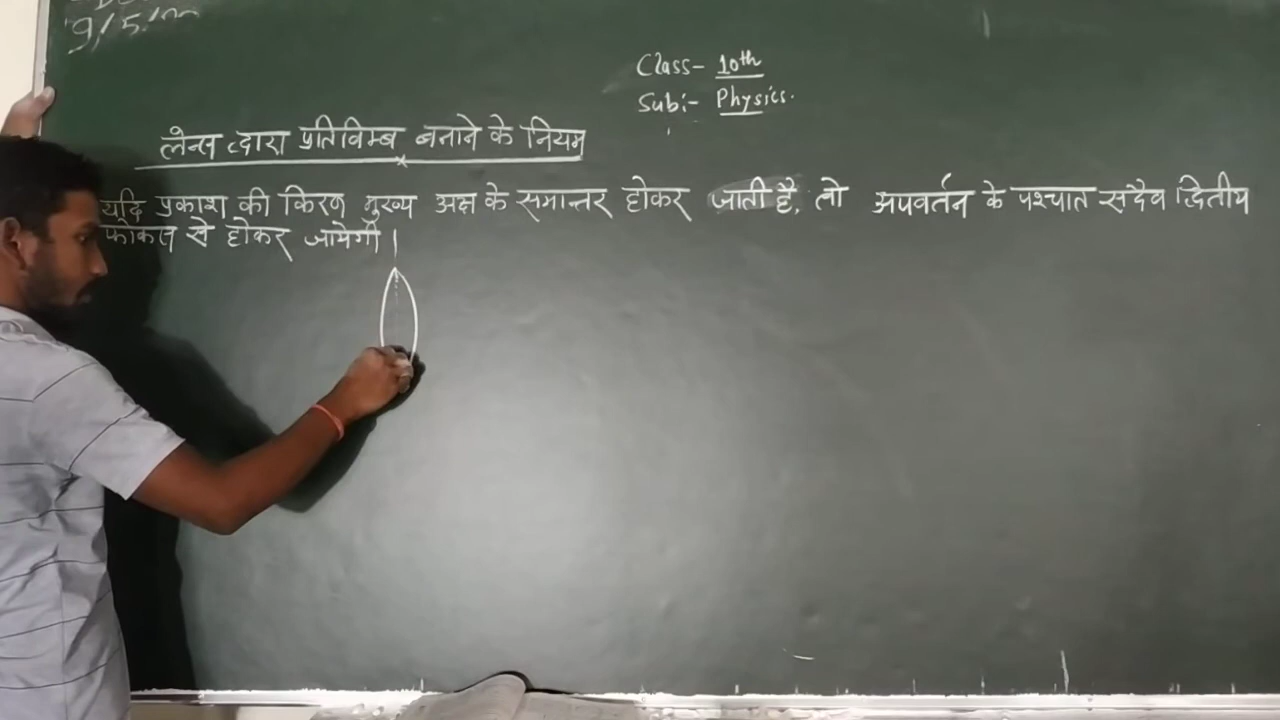 9/5/
Class- 10th
Sub:- Physics.
लेन्स द्वारा प्रतिबिम्ब बनाने के नियम
यदि प्रकाश की किरण मुख्य अक्ष के समान्तर होकर जाती है, तो अपवर्तन के पश्चात सदैव द्वितीय
फोकस से होकर जायेगी।